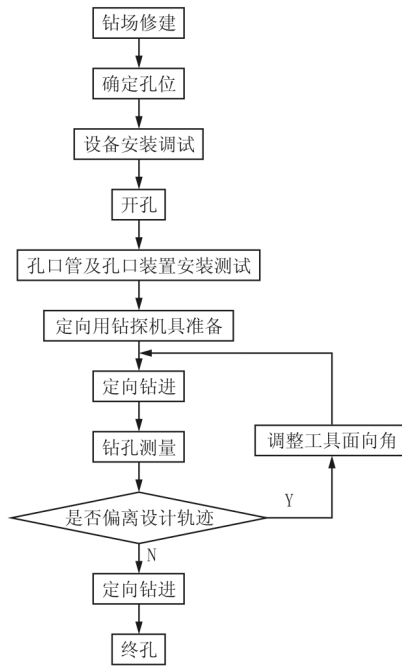 钻场修建
确定孔位
设备安装调试
开孔
孔口管及孔口装置安装测试
定向用钻探机具准备
定向钻进
钻孔测量
调整工具面向角
是否偏离设计轨迹
Y
N
定向钻进
终孔